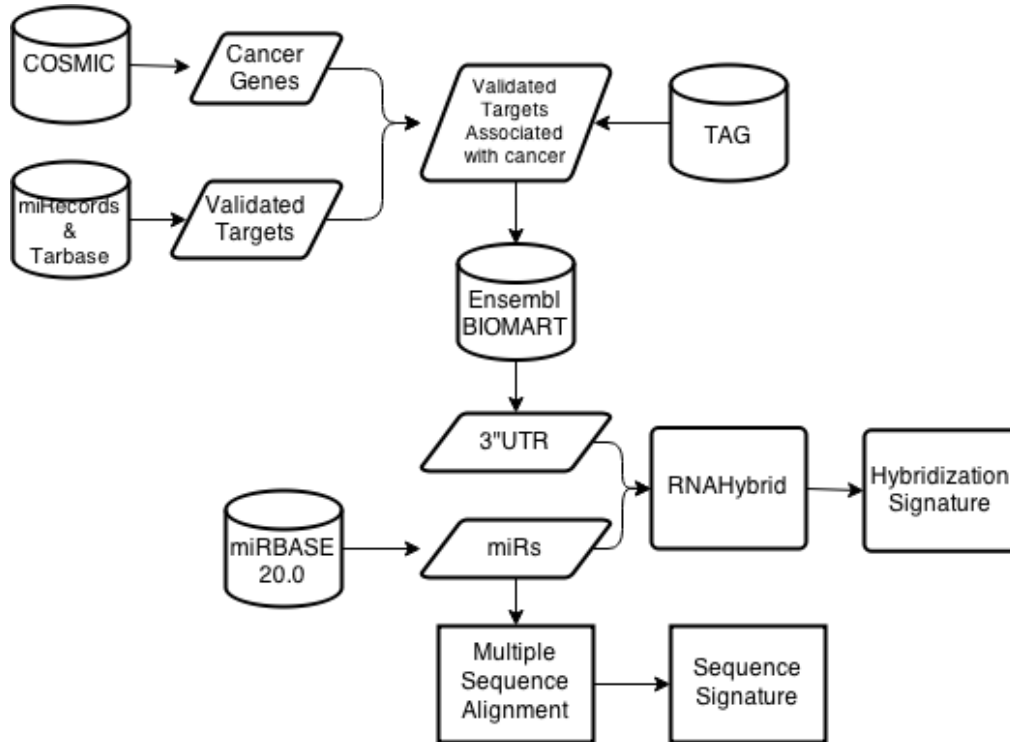 COSMIC
Cancer
Genes
Validated
Targets
Associated
with cancer
TAG
miRecords
&
Tarbase
Validated
Targets
Ensembl
BIOMART
3"UTR
RNAHybrid
Hybridization
Signature
miRBASE
20.0
miRs
Multiple
Sequence
Alignment
Sequence
Signature